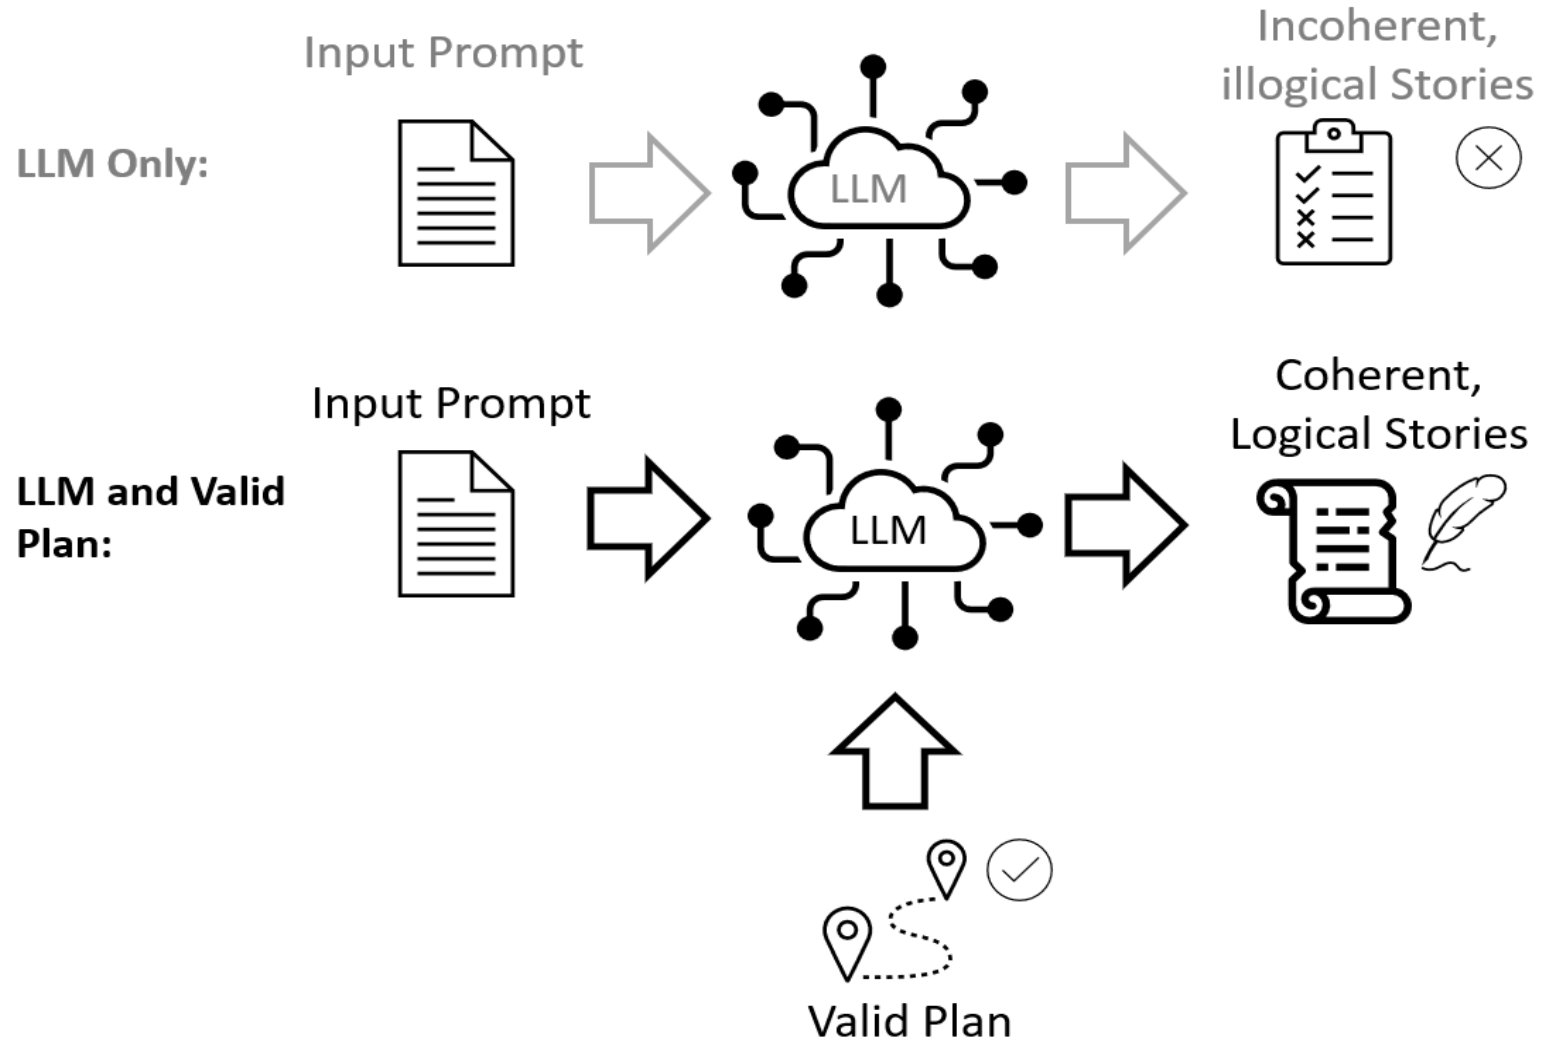 Input Prompt
Incoherent,
illogical Stories
LLM Only:
LLM
Input Prompt
Coherent,
Logical Stories
LLM and Valid
Plan:
LLM
Valid Plan